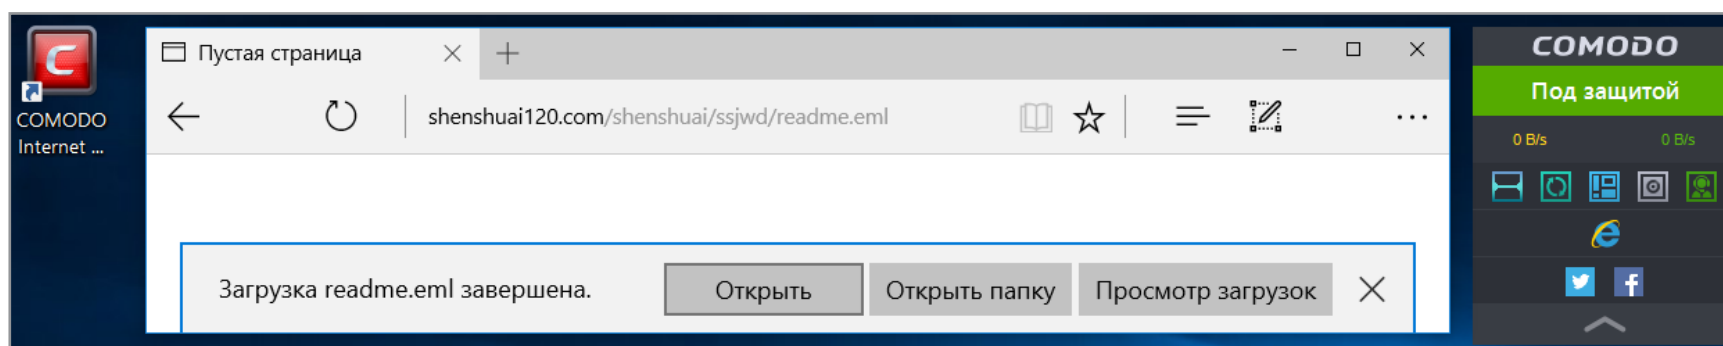 COMODO
Internet ...
Пустая страница
shenshuai120.com/shenshuai/ssjwd/readme.eml
Загрузка readme.eml завершена.
Открыть
Открыть папку
Просмотр загрузок
COMODO
Под защитой
0 B/s
0 B/s